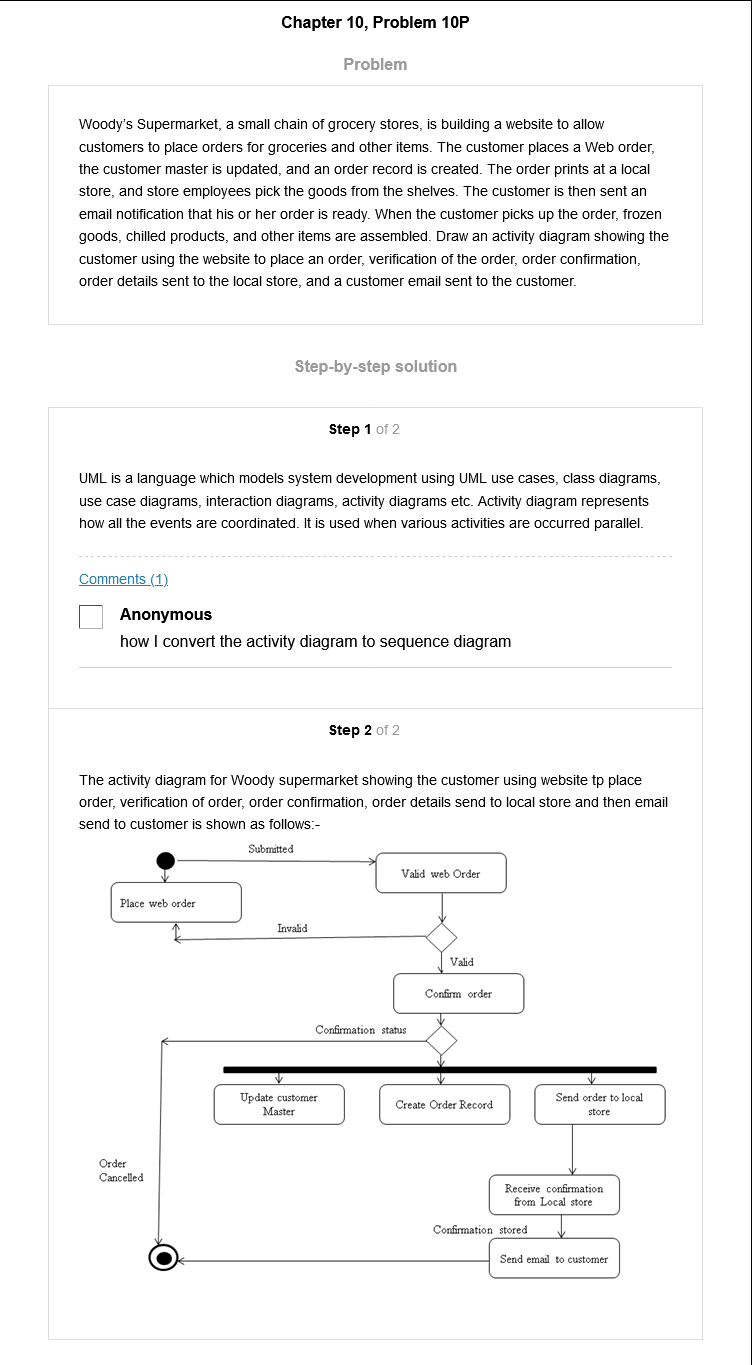 Chapter 10, Problem 10P
Problem
Woody's Supermarket, a small chain of grocery stores, is building a website to allow
customers to place orders for groceries and other items. The customer places a Web order,
the customer master is updated, and an order record is created. The order prints at a local
store, and store employees pick the goods from the shelves. The customer is then sent an
email notification that his or her order is ready. When the customer picks up the order, frozen
goods, chilled products, and other items are assembled. Draw an activity diagram showing the
customer using the website to place an order, verification of the order, order confirmation,
order details sent to the local store, and a customer email sent to the customer.
Step-by-step solution
Step 1 of 2
UML is a language which models system development using UML use cases, class diagrams,
use case diagrams, interaction diagrams, activity diagrams etc. Activity diagram represents
how all the events are coordinated. It is used when various activities are occurred parallel.
Comments (1)
Anonymous
how I convert the activity diagram to sequence diagram
Step 2 of 2
The activity diagram for Woody supermarket showing the customer using website tp place
order, verification of order, order confirmation, order details send to local store and then email
send to customer is shown as follows:-
Submitted
Valid web Order
Place web order
Invalid
Valid
Confirm order
Confirmation status
Update customer
Master
Create Order Record
Send order to local
store
Order
Cancelled
Receive confirmation
from Local store
Confirmation stored
Send email to customer